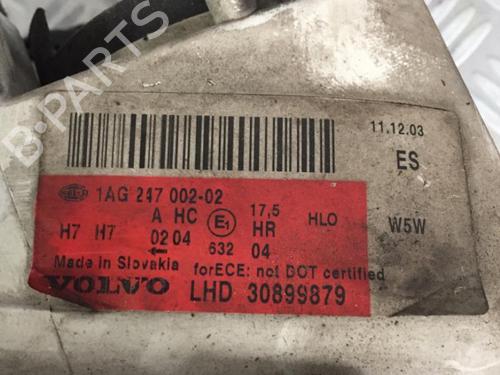 B-PARTS
11.12.03
ES
1AG 247 002-02
A HC E1 17,5 HLO W5W
H7 H7 02 04 632 HR 04
Made in Slovakia forECE: not DOT certified
VOLVO LHD 30899879